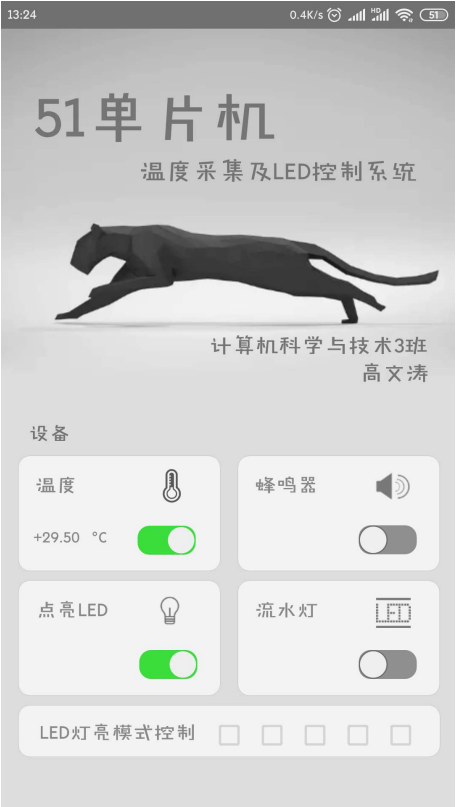 13:24 0.4K/s HD 51
51单片机
温度采集及LED控制系统
计算机科学与技术3班
高文涛
设备
温度
蜂鸣器
+29.50 °C
点亮LED
流水灯
LED
LED灯亮模式控制